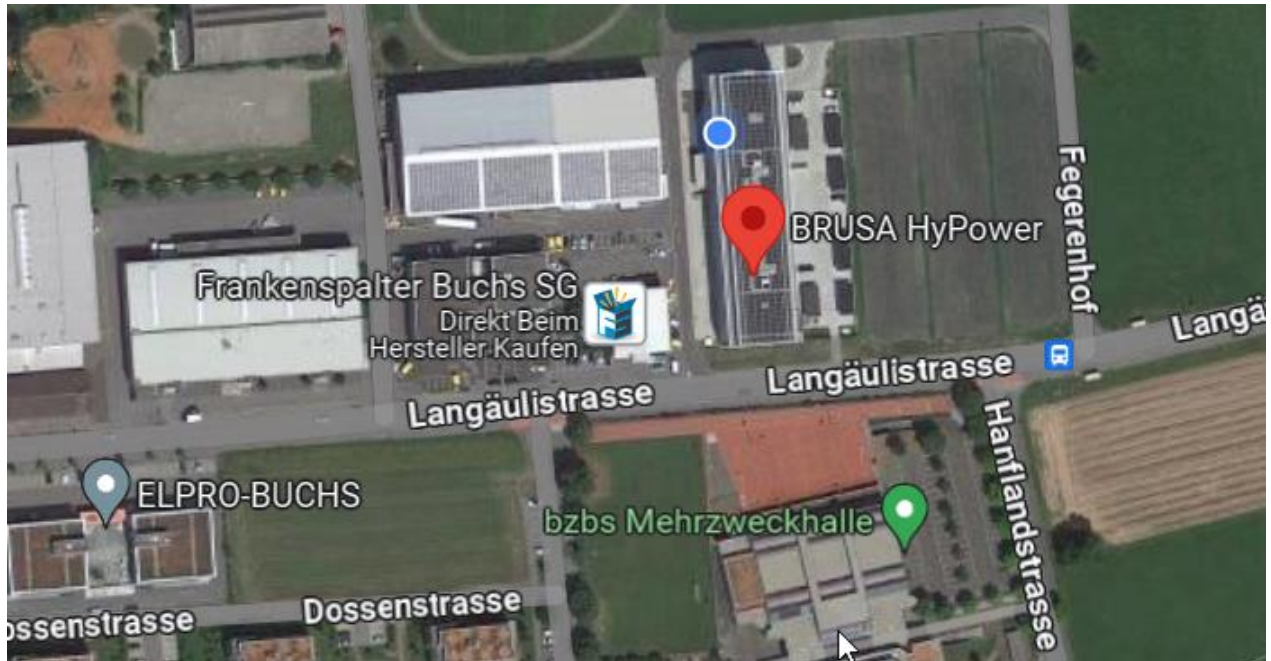 Fegerenhof
BRUSA HyPower
Frankenspalter Buchs SG
Direkt Beim
Hersteller Kaufen
Langä
Langäulistrasse
Langäulistrasse
Hanflandstrasse
ELPRO-BUCHS
bzbs Mehrzweckhalle
Dossenstrasse
ossenstrasse